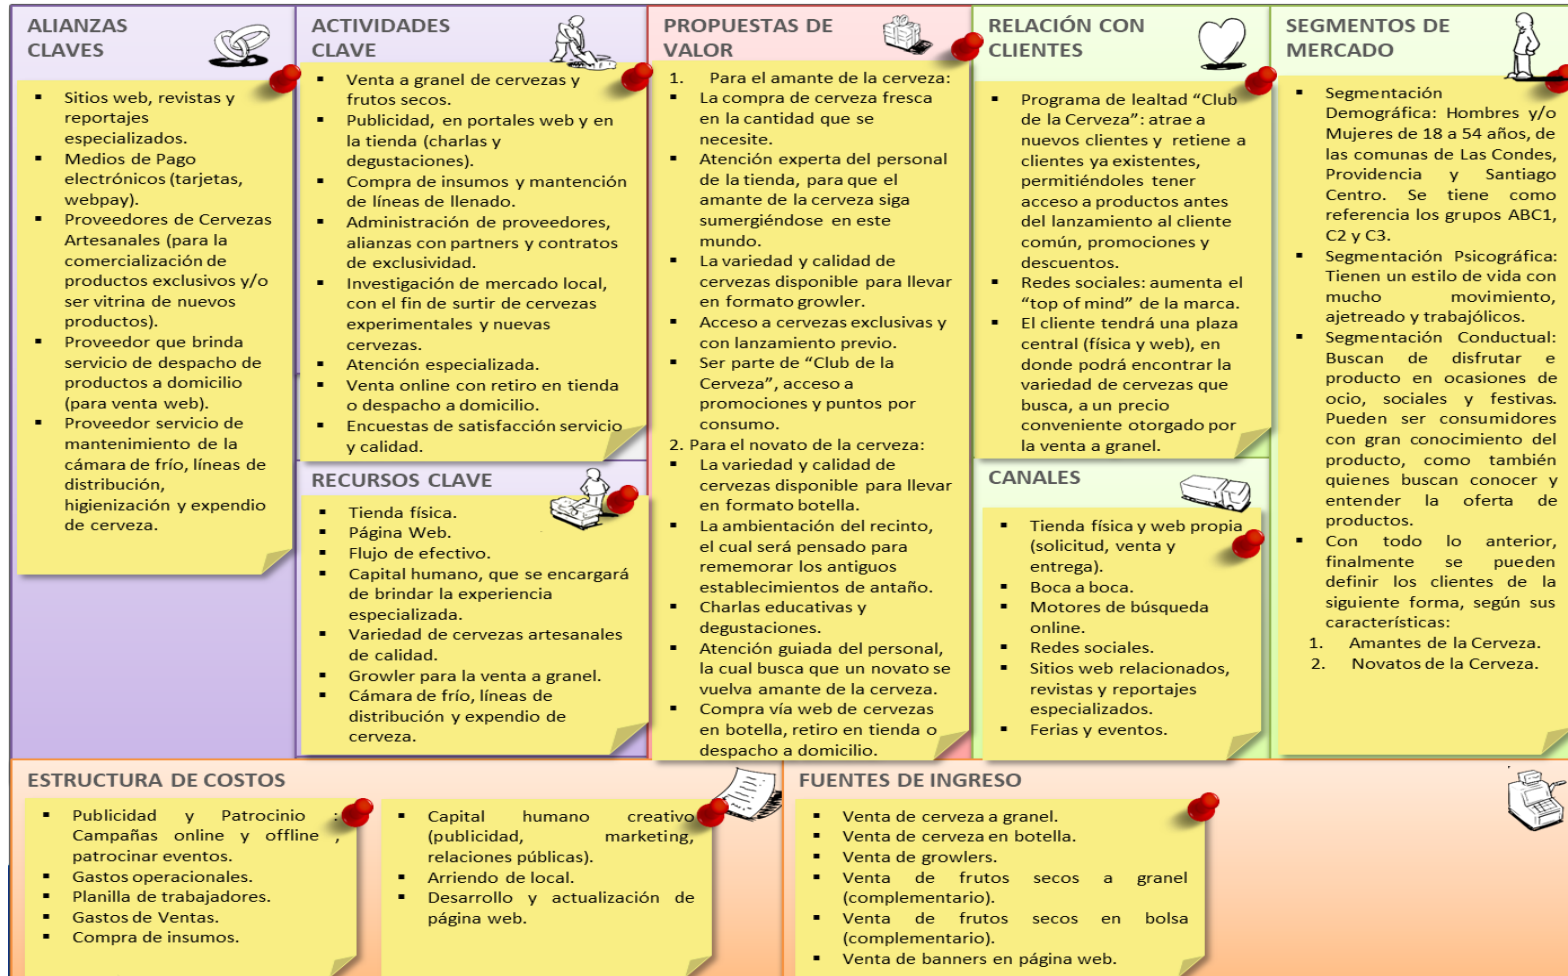 ALIANZAS
CLAVES
▪ Sitios web, revistas y
reportajes
especializados.
▪ Medios de Pago
electrónicos (tarjetas,
webpay).
▪ Proveedores de Cervezas
Artesanales (para la
comercialización de
productos exclusivos y/o
ser vitrina de nuevos
productos).
▪ Proveedor que brinda
servicio de despacho de
productos a domicilio
(para venta web).
▪ Proveedor servicio de
mantenimiento de la
cámara de frío, líneas de
distribución,
higienización y expendio
de cerveza.
ACTIVIDADES
CLAVE
▪ Venta a granel de cervezas y
frutos secos.
▪ Publicidad, en portales web y en
la tienda (charlas y
degustaciones).
▪ Compra de insumos y mantención
de líneas de llenado.
▪ Administración de proveedores,
alianzas con partners y contratos
de exclusividad.
▪ Investigación de mercado local,
con el fin de surtir de cervezas
experimentales y nuevas
cervezas.
▪ Atención especializada.
▪ Venta online con retiro en tienda
o despacho a domicilio.
▪ Encuestas de satisfacción servicio
y calidad.
RECURSOS CLAVE
▪ Tienda física.
▪ Página Web.
▪ Flujo de efectivo.
▪ Capital humano, que se encargará
de brindar la experiencia
especializada.
▪ Variedad de cervezas artesanales
de calidad.
▪ Growler para la venta a granel.
▪ Cámara de frío, líneas de
distribución y expendio de
cerveza.
PROPUESTAS DE
VALOR
1. Para el amante de la cerveza:
▪ La compra de cerveza fresca
en la cantidad que se
necesite.
▪ Atención experta del personal
de la tienda, para que el
amante de la cerveza siga
sumergiéndose en este
mundo.
▪ La variedad y calidad de
cervezas disponible para llevar
en formato growler.
▪ Acceso a cervezas exclusivas y
con lanzamiento previo.
▪ Ser parte de “Club de la
Cerveza”, acceso a
promociones y puntos por
consumo.
2. Para el novato de la cerveza:
▪ La variedad y calidad de
cervezas disponible para llevar
en formato botella.
▪ La ambientación del recinto,
el cual será pensado para
rememorar los antiguos
establecimientos de antaño.
▪ Charlas educativas y
degustaciones.
▪ Atención guiada del personal,
la cual busca que un novato se
vuelva amante de la cerveza.
▪ Compra vía web de cervezas
en botella, retiro en tienda o
despacho a domicilio.
RELACIÓN CON
CLIENTES
▪ Programa de lealtad “Club
de la Cerveza”: atrae a
nuevos clientes y retiene a
clientes ya existentes,
permitiéndoles tener
acceso a productos antes
del lanzamiento al cliente
común, promociones y
descuentos.
▪ Redes sociales: aumenta el
“top of mind” de la marca.
▪ El cliente tendrá una plaza
central (física y web), en
donde podrá encontrar la
variedad de cervezas que
busca, a un precio
conveniente otorgado por
la venta a granel.
CANALES
▪ Tienda física y web propia
(solicitud, venta y
entrega).
▪ Boca a boca.
▪ Motores de búsqueda
online.
▪ Redes sociales.
▪ Sitios web relacionados,
revistas y reportajes
especializados.
▪ Ferias y eventos.
SEGMENTOS DE
MERCADO
▪ Segmentación
Demográfica: Hombres y/o
Mujeres de 18 a 54 años, de
las comunas de Las Condes,
Providencia y Santiago
Centro. Se tiene como
referencia los grupos ABC1,
C2 y C3.
▪ Segmentación Psicográfica:
Tienen un estilo de vida con
mucho movimiento,
ajetreado y trabajólicos.
▪ Segmentación Conductual:
Buscan de disfrutar e
producto en ocasiones de
ocio, sociales y festivas.
Pueden ser consumidores
con gran conocimiento del
producto, como también
quienes buscan conocer y
entender la oferta de
productos.
▪ Con todo lo anterior,
finalmente se pueden
definir los clientes de la
siguiente forma, según sus
características:
1. Amantes de la Cerveza.
2. Novatos de la Cerveza.
ESTRUCTURA DE COSTOS
▪ Publicidad y Patrocinio :
Campañas online y offline ,
patrocinar eventos.
▪ Gastos operacionales.
▪ Planilla de trabajadores.
▪ Gastos de Ventas.
▪ Compra de insumos.
▪ Capital humano creativo
(publicidad, marketing,
relaciones públicas).
▪ Arriendo de local.
▪ Desarrollo y actualización de
página web.
FUENTES DE INGRESO
▪ Venta de cerveza a granel.
▪ Venta de cerveza en botella.
▪ Venta de growlers.
▪ Venta de frutos secos a granel
(complementario).
▪ Venta de frutos secos en bolsa
(complementario).
▪ Venta de banners en página web.